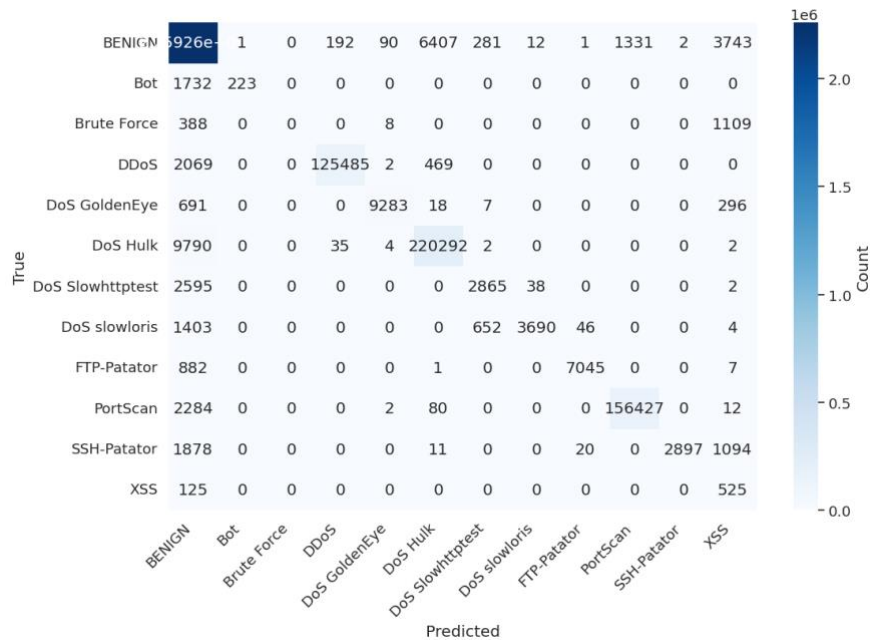 1e6
BENIGN 1 0 192 90 6407 281 12 1 1331 2 3743
Bot 1732 223 0 0 0 0 0 0 0 0 0 0
Brute Force 388 0 0 0 8 0 0 0 0 0 0 1109
DDoS 2069 0 0 125485 2 469 0 0 0 0 0 0
DoS GoldenEye 691 0 0 0 9283 18 7 0 0 0 0 296
DoS Hulk 9790 0 0 35 4 220292 2 0 0 0 0 2
DoS Slowhttptest 2595 0 0 0 0 0 2865 38 0 0 0 2
DoS slowloris 1403 0 0 0 0 0 652 3690 46 0 0 4
FTP-Patator 882 0 0 0 0 1 0 0 7045 0 0 7
PortScan 2284 0 0 0 2 80 0 0 0 156427 0 12
SSH-Patator 1878 0 0 0 0 11 0 0 20 0 2897 1094
XSS 125 0 0 0 0 0 0 0 0 0 0 525
BENIGN Bot Brute Force DDoS DoS GoldenEye DoS Hulk DoS Slowhttptest DoS slowloris FTP-Patator PortScan SSH-Patator XSS
Predicted
True
2.0
1.5
1.0
0.5
0.0
Count